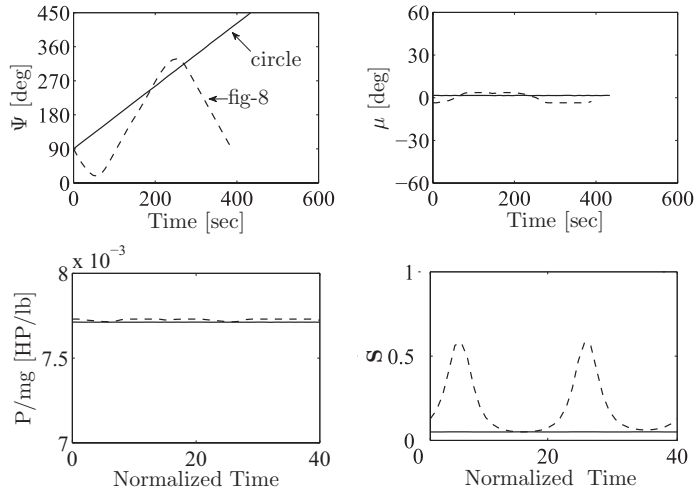 450
360
270
180
90
0
Ψ [deg]
circle
fig-8
0
200
400
600
Time [sec]
60
30
0
−30
−60
μ [deg]
0
200
400
600
Time [sec]
8 x 10⁻³
7.5
7
P/mg [HP/lb]
0
20
40
Normalized Time
1
0.5
0
S
0
20
40
Normalized Time